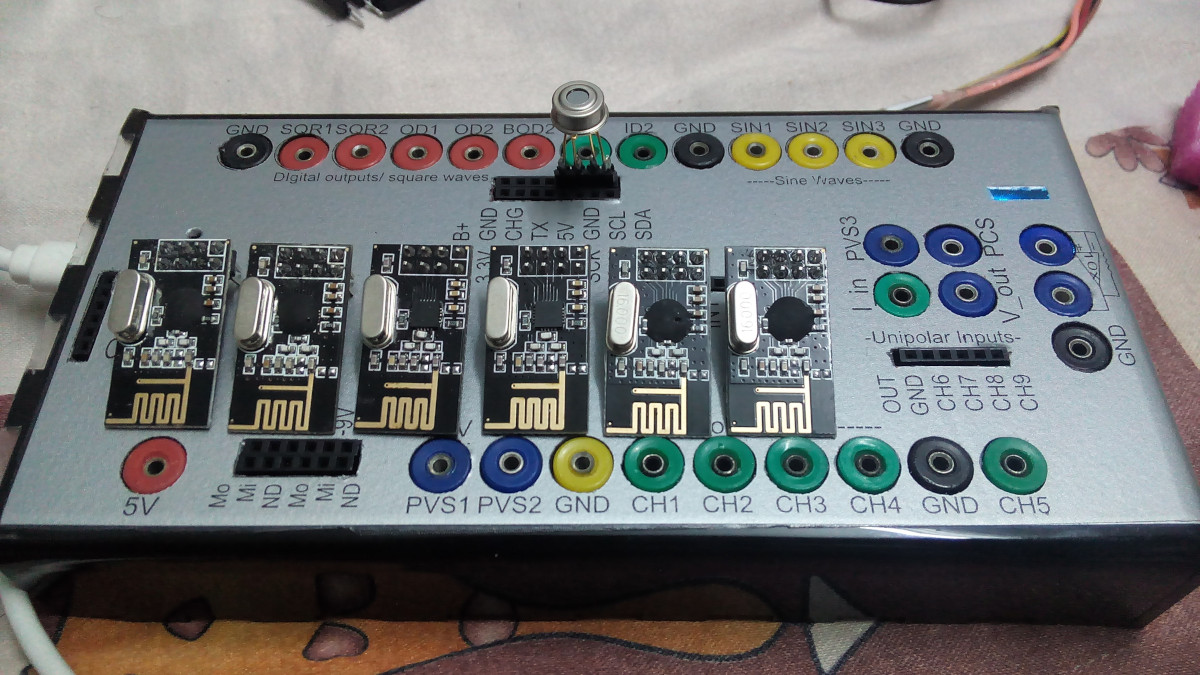 GND SQR1 SQR2 OD1 OD2 BOD2 ID2 GND SIN1 SIN2 SIN3 GND
Digital outputs/ square waves
-----Sine Waves-----
B+
GND
CHG
TX
5V
GND
SCL
SDA
3.3V
SCK
PVS3
PCS
I in
V_out
GND
-Unipolar Inputs-
OUT
GND
CH6
CH7
CH8
CH9
-9V
5V
Mo
Mi
ND
Mo
Mi
ND
PVS1 PVS2 GND CH1 CH2 CH3 CH4 GND CH5